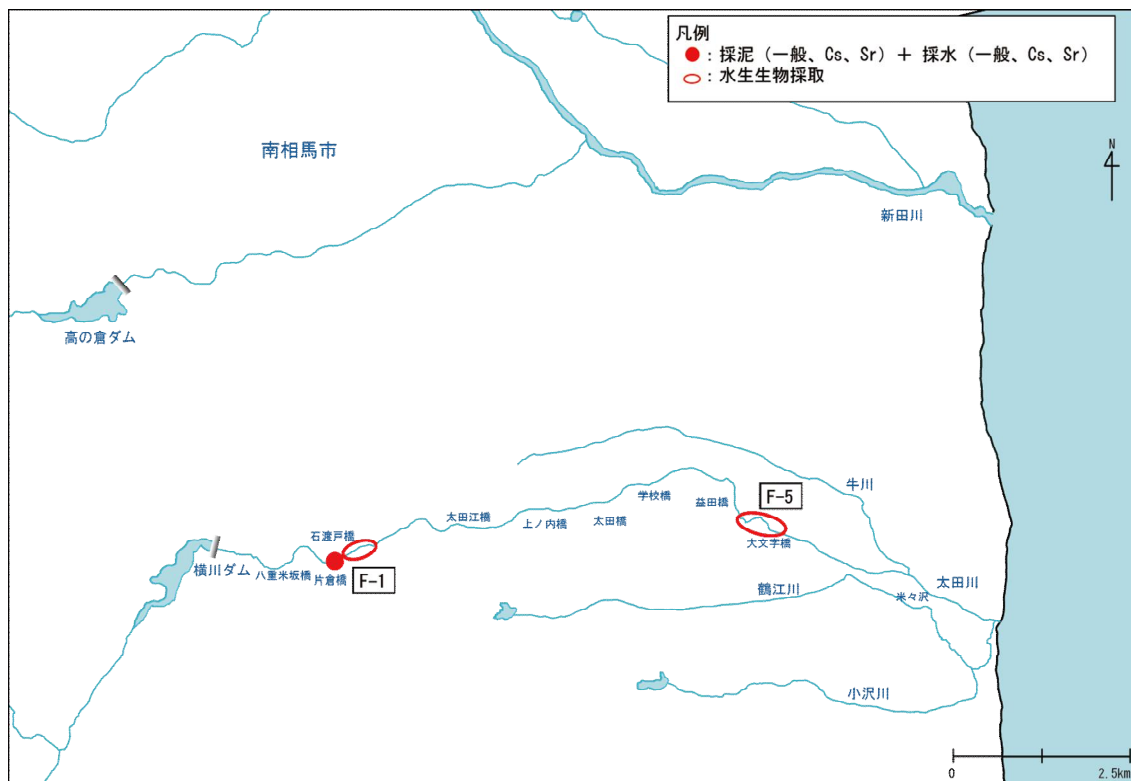 凡例
：採泥（一般、Cs、Sr）＋ 採水（一般、Cs、Sr）
：水生生物採取
N
南相馬市
新田川
高の倉ダム
牛川
学校橋
益田橋
F-5
太田江橋
上ノ内橋
太田橋
大文字橋
石渡戸橋
横川ダム
八重米坂橋
片倉橋
F-1
鶴江川
米々沢
太田川
小沢川
0
2.5km